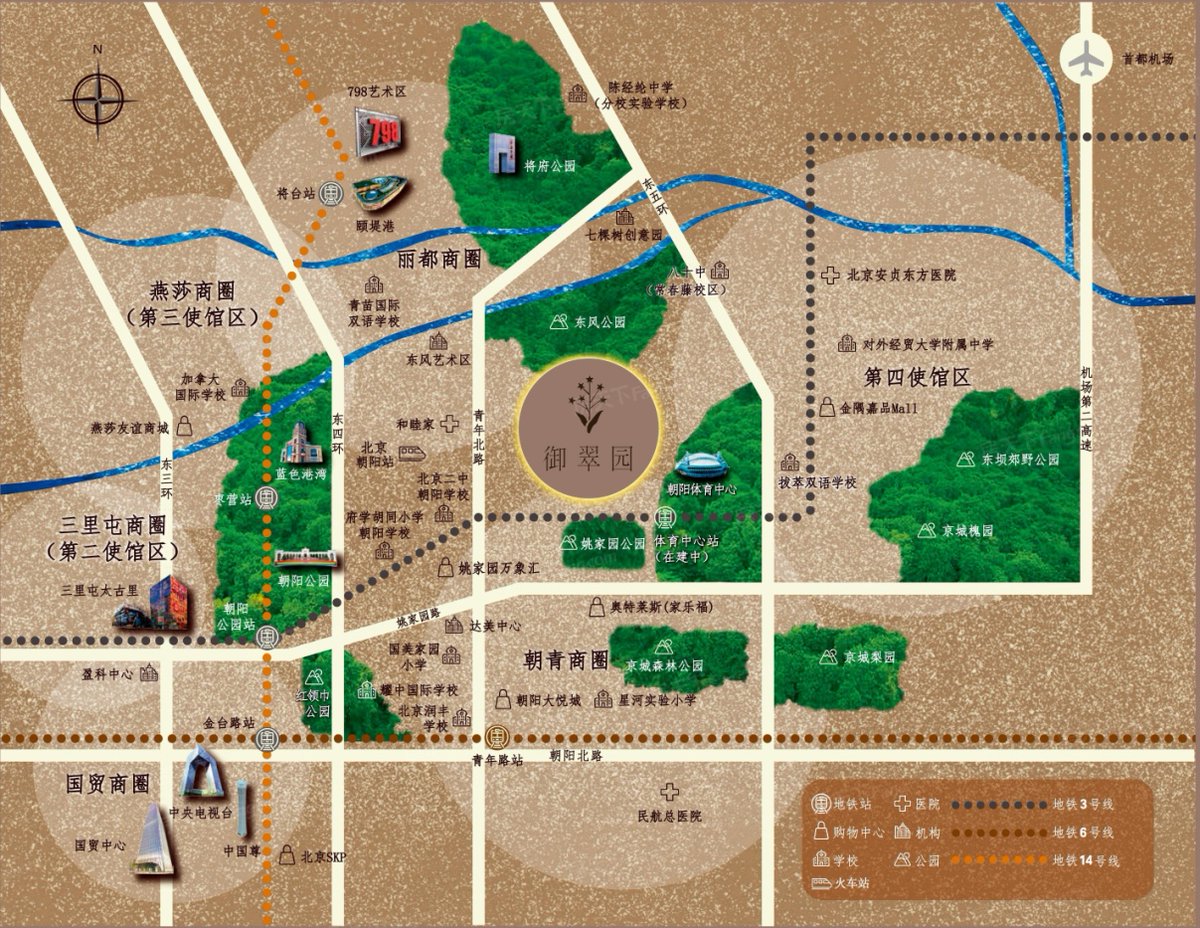 N
798艺术区
798
陈经纶中学
（分校实验学校）
首都机场
将府公园
将台站
颐堤港
东五环
七棵树创意园
丽都商圈
燕莎商圈
（第三使馆区）
青苗国际
双语学校
八十中
（常春藤校区）
北京安贞东方医院
东风公园
东风艺术区
对外经贸大学附属中学
第四使馆区
机场第二高速
加拿大
国际学校
燕莎友谊商城
东三环
东四环
青年北路
和睦家
北京
朝阳站
御翠园
金隅嘉品Mall
蓝色港湾
枣营站
北京二中
朝阳学校
朝阳体育中心
拨萃双语学校
东坝郊野公园
京城槐园
三里屯商圈
（第二使馆区）
府学胡同小学
朝阳学校
姚家园公园
体育中心站
（在建中）
三里屯太古里
朝阳公园
姚家园万象汇
朝阳
公园站
姚家园路
奥特莱斯(家乐福)
达美中心
国美家园
小学
朝青商圈
京城森林公园
京城梨园
盈科中心
红领巾
公园
耀中国际学校
朝阳大悦城
星河实验小学
北京润丰
学校
金台路站
青年路站
朝阳北路
国贸商圈
中央电视台
国贸中心
中国尊
北京SKP
民航总医院
地铁站
医院
地铁3号线
购物中心
机构
地铁6号线
学校
公园
地铁14号线
火车站